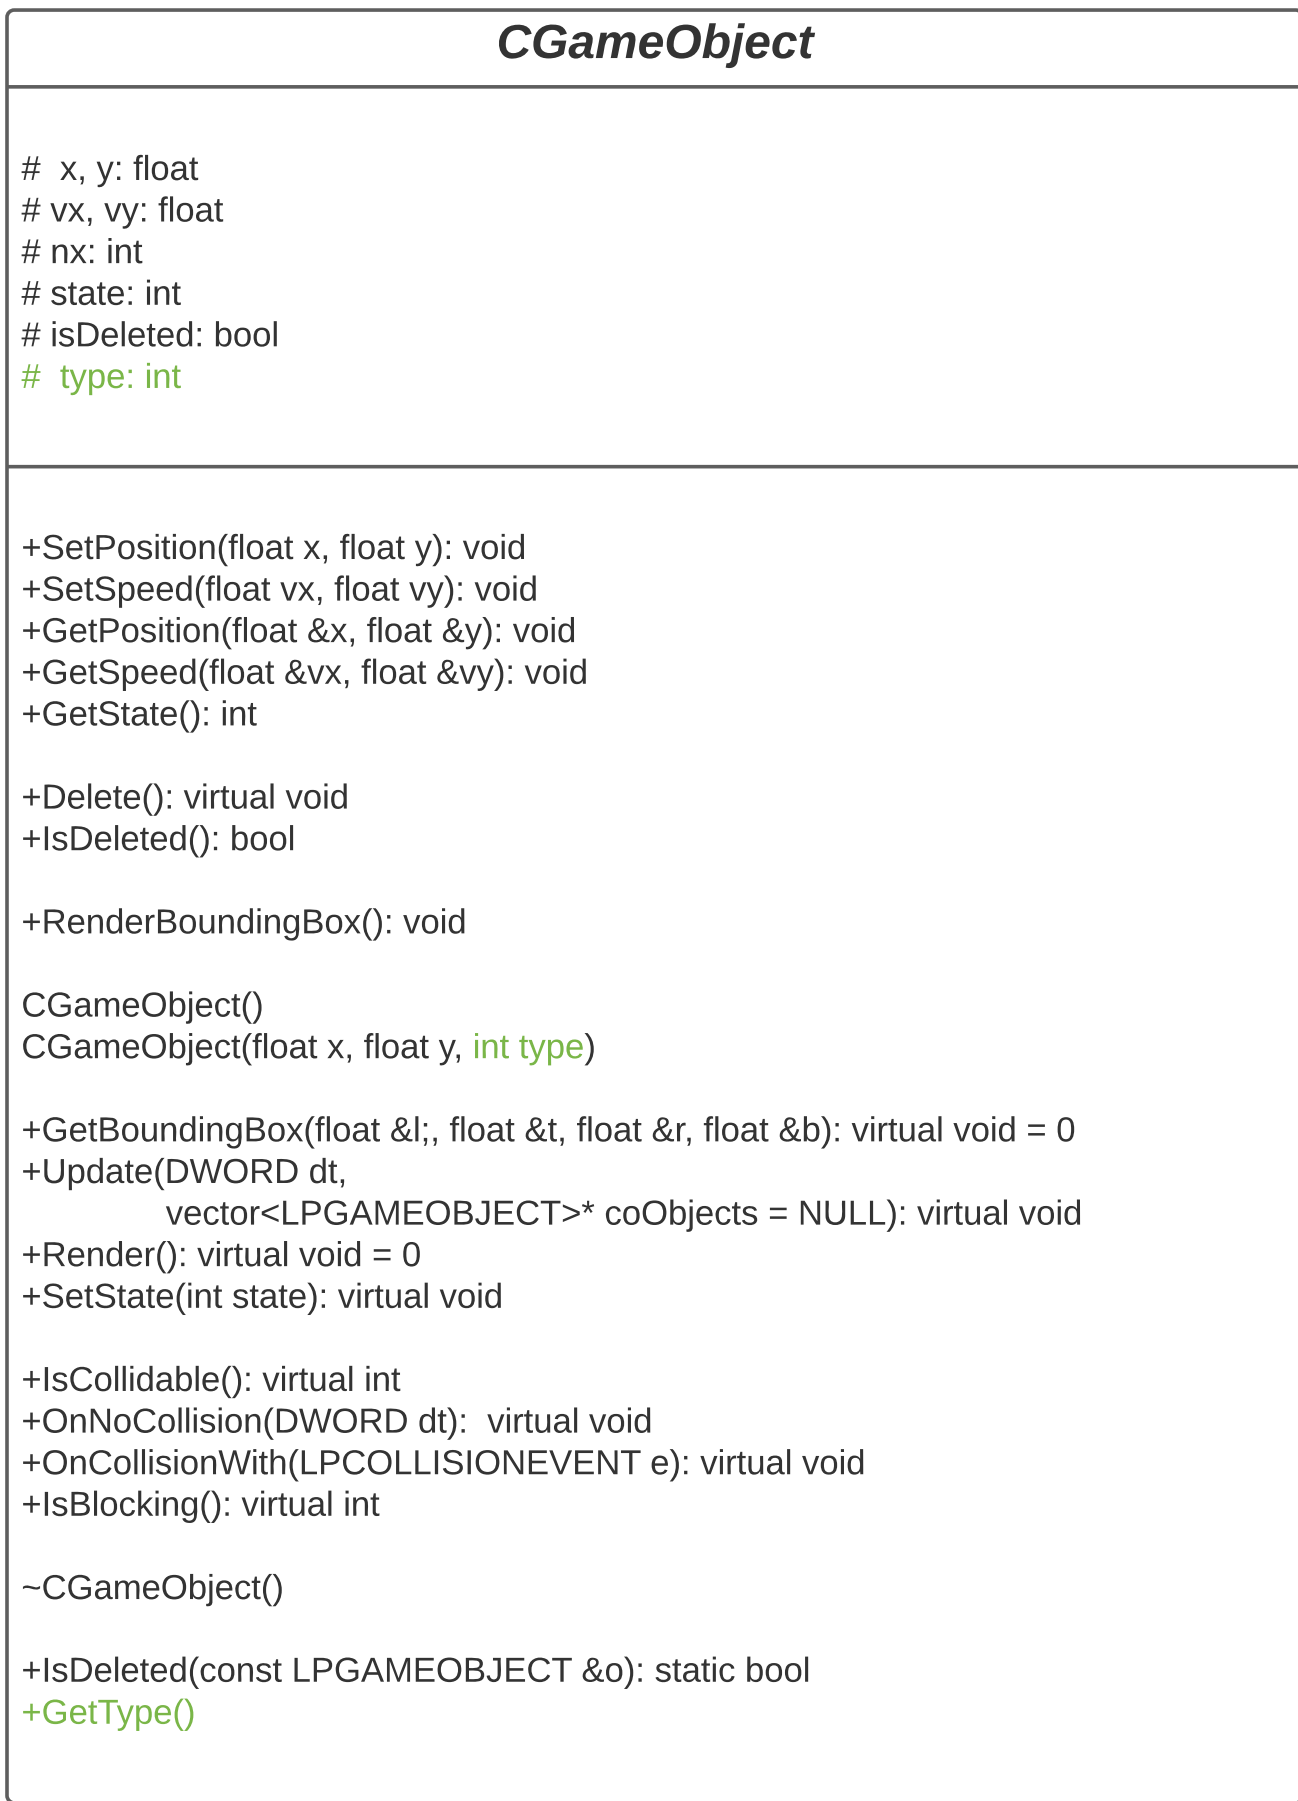 CGameObject
#  x, y: float
# vx, vy: float
# nx: int
# state: int
# isDeleted: bool
#  type: int
+SetPosition(float x, float y): void
+SetSpeed(float vx, float vy): void
+GetPosition(float &x, float &y): void
+GetSpeed(float &vx, float &vy): void
+GetState(): int
+Delete(): virtual void
+IsDeleted(): bool
+RenderBoundingBox(): void
CGameObject()
CGameObject(float x, float y, int type)
+GetBoundingBox(float &l;, float &t, float &r, float &b): virtual void = 0
+Update(DWORD dt,
vector<LPGAMEOBJECT>* coObjects = NULL): virtual void
+Render(): virtual void = 0
+SetState(int state): virtual void
+IsCollidable(): virtual int
+OnNoCollision(DWORD dt):  virtual void
+OnCollisionWith(LPCOLLISIONEVENT e): virtual void
+IsBlocking(): virtual int
~CGameObject()
+IsDeleted(const LPGAMEOBJECT &o): static bool
+GetType()